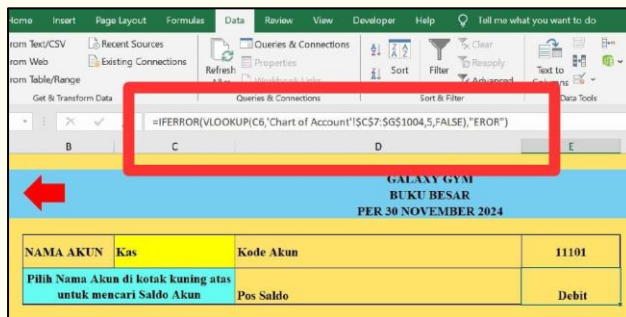 Home Insert Page Layout Formulas Data Review View Developer Help Tell me what you want to do
rom Text/CSV Recent Sources Queries & Connections Clear
rom Web Existing Connections Refresh Properties Sort Filter Reapply Text to
rom Table/Range Workbook Links Advanced Columns
Get & Transform Data Queries & Connections Sort & Filter Data Tools
=IFERROR(VLOOKUP(C6,'Chart of Account'!$C$7:$G$1004,5,FALSE),"EROR")
B C D E
GALAXY GYM
BUKU BESAR
PER 30 NOVEMBER 2024
NAMA AKUN Kas Kode Akun 11101
Pilih Nama Akun di kotak kuning atas
untuk mencari Saldo Akun Pos Saldo Debit